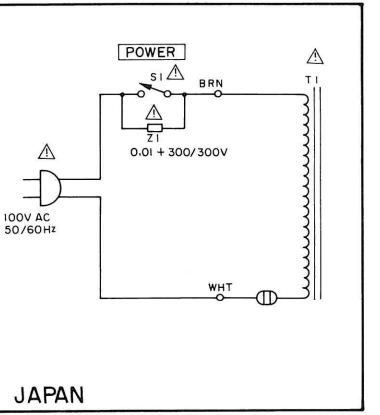 POWER
S1
BRN
T1
Z1
0.01+300/300V
100V AC
50/60Hz
WHT
JAPAN